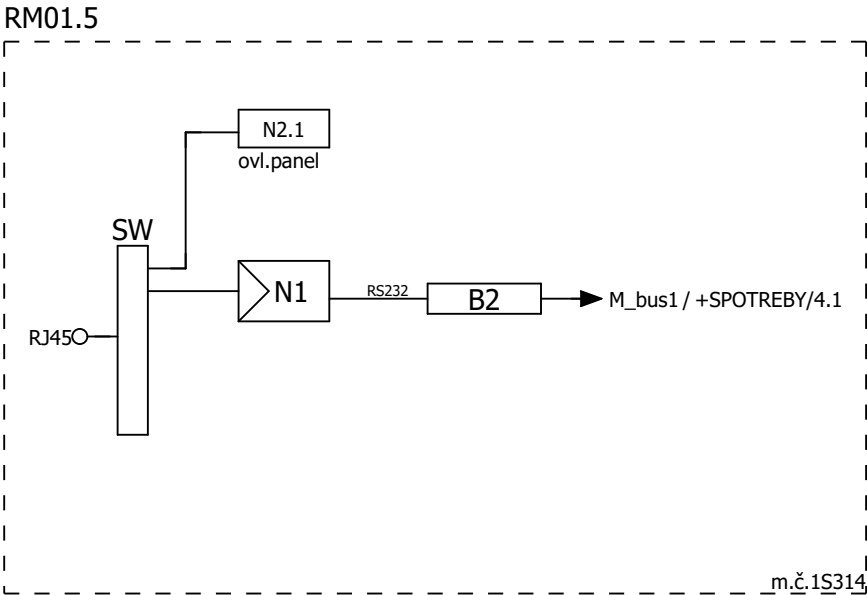 RM01.5
N2.1
ovl.panel
SW
N1
RS232
B2
M_bus1 / +SPOTREBY/4.1
RJ45
m.č.1S314